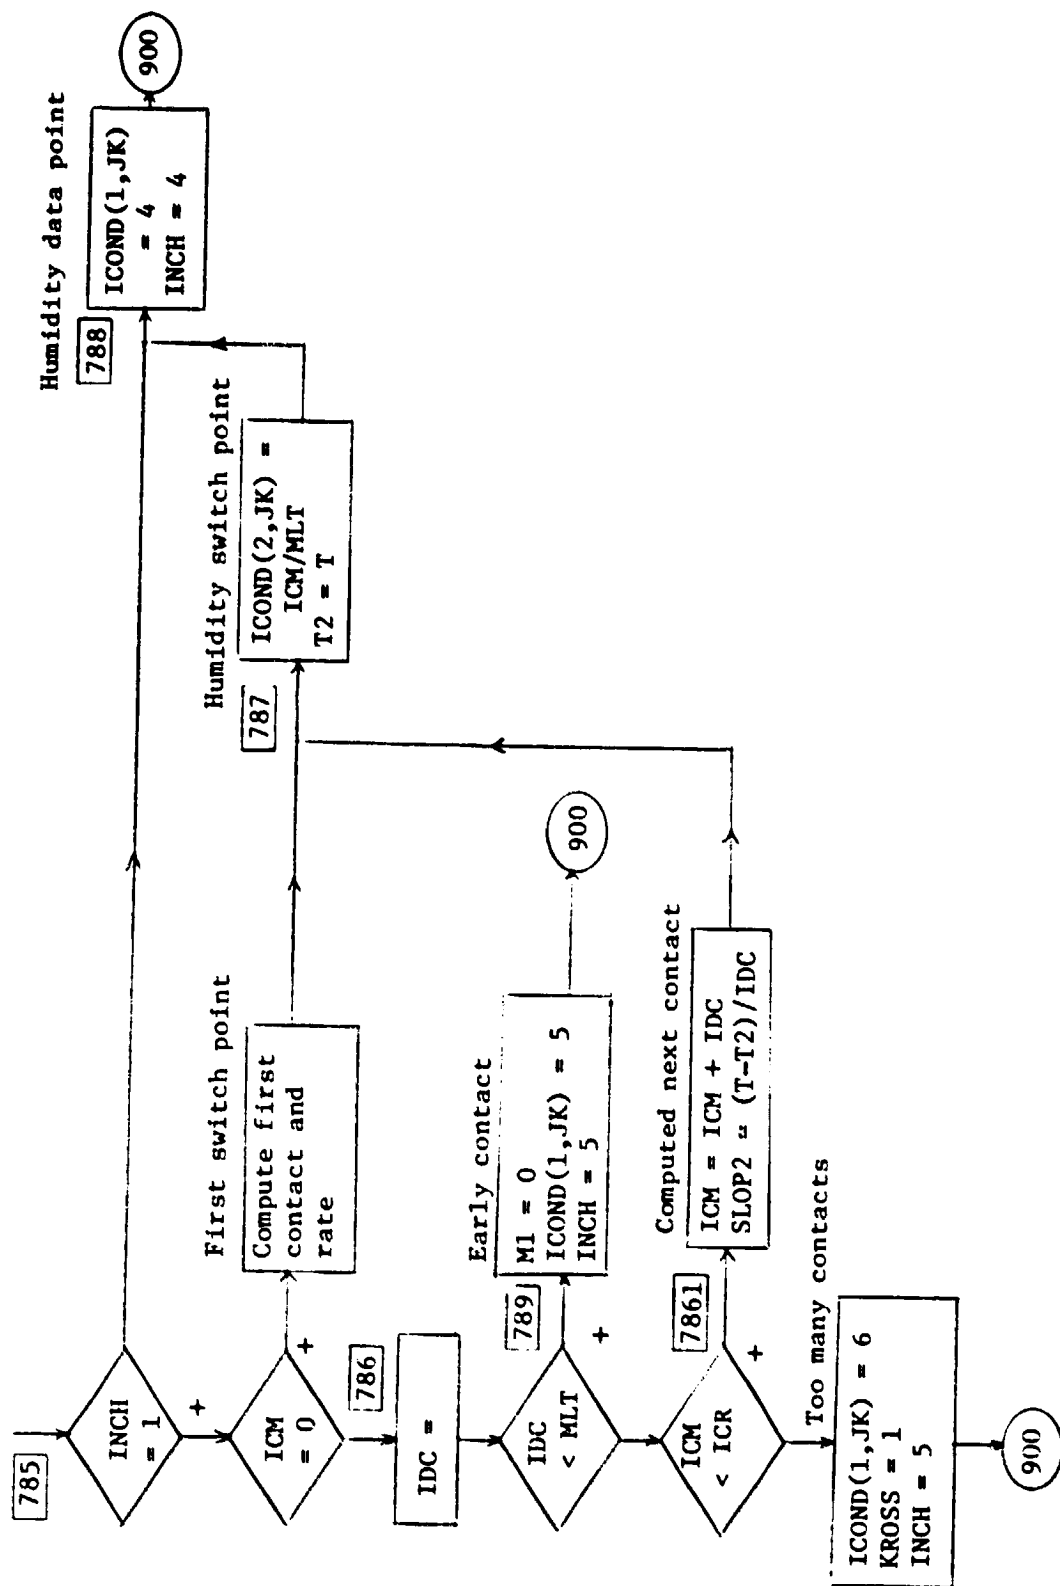 785
INCH
= 1
+
Humidity data point
788
ICOND(1,JK)
= 4
INCH = 4
900
ICM
= 0
+
First switch point
Compute first
contact and
rate
Humidity switch point
787
ICOND(2,JK) =
ICM/MLT
T2 = T
786
IDC =
IDC
< MLT
+
789
Early contact
M1 = 0
ICOND(1,JK) = 5
INCH = 5
900
ICM
< ICR
+
7861
Computed next contact
ICM = ICM + IDC
SLOP2 = (T-T2)/IDC
Too many contacts
ICOND(1,JK) = 6
KROSS = 1
INCH = 5
900